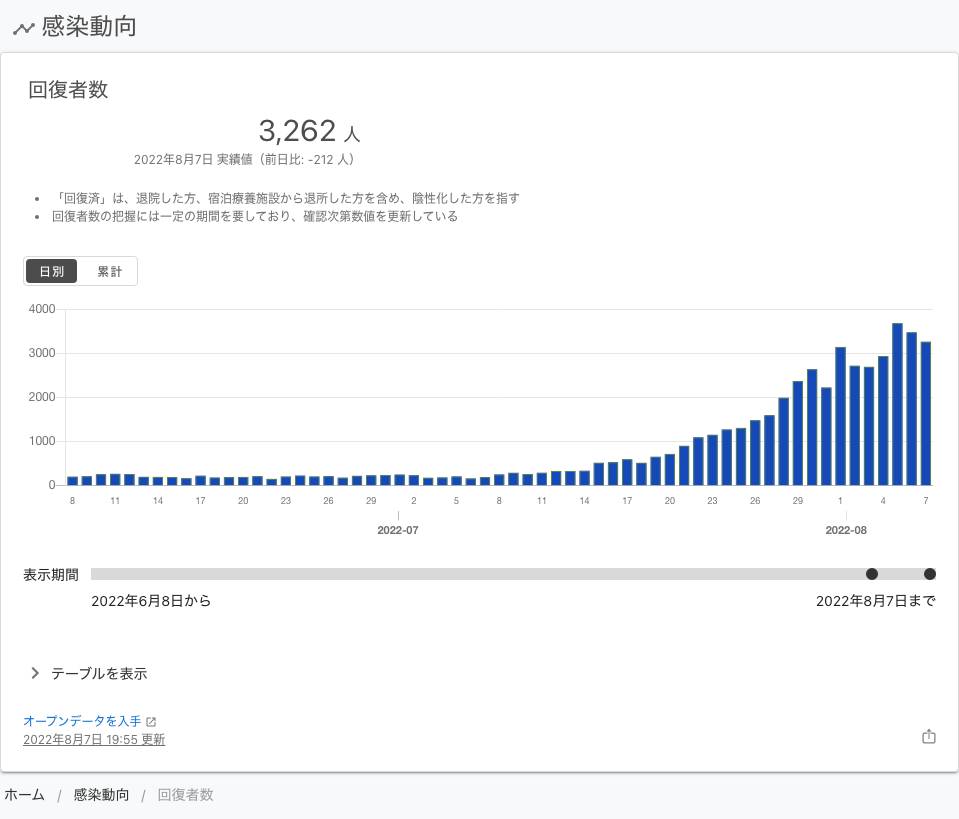 感染動向
回復者数
3,262 人
2022年8月7日 実績値（前日比: -212 人）
「回復済」は、退院した方、宿泊療養施設から退所した方を含め、陰性化した方を指す
回復者数の把握には一定の期間を要しており、確認次第数値を更新している
日別 累計
4000
3000
2000
1000
0
8 11 14 17 20 23 26 29 2 5 8 11 14 17 20 23 26 29 1 4 7
2022-07 2022-08
表示期間
2022年6月8日から 2022年8月7日まで
テーブルを表示
オープンデータを入手
2022年8月7日 19:55 更新
ホーム / 感染動向 / 回復者数